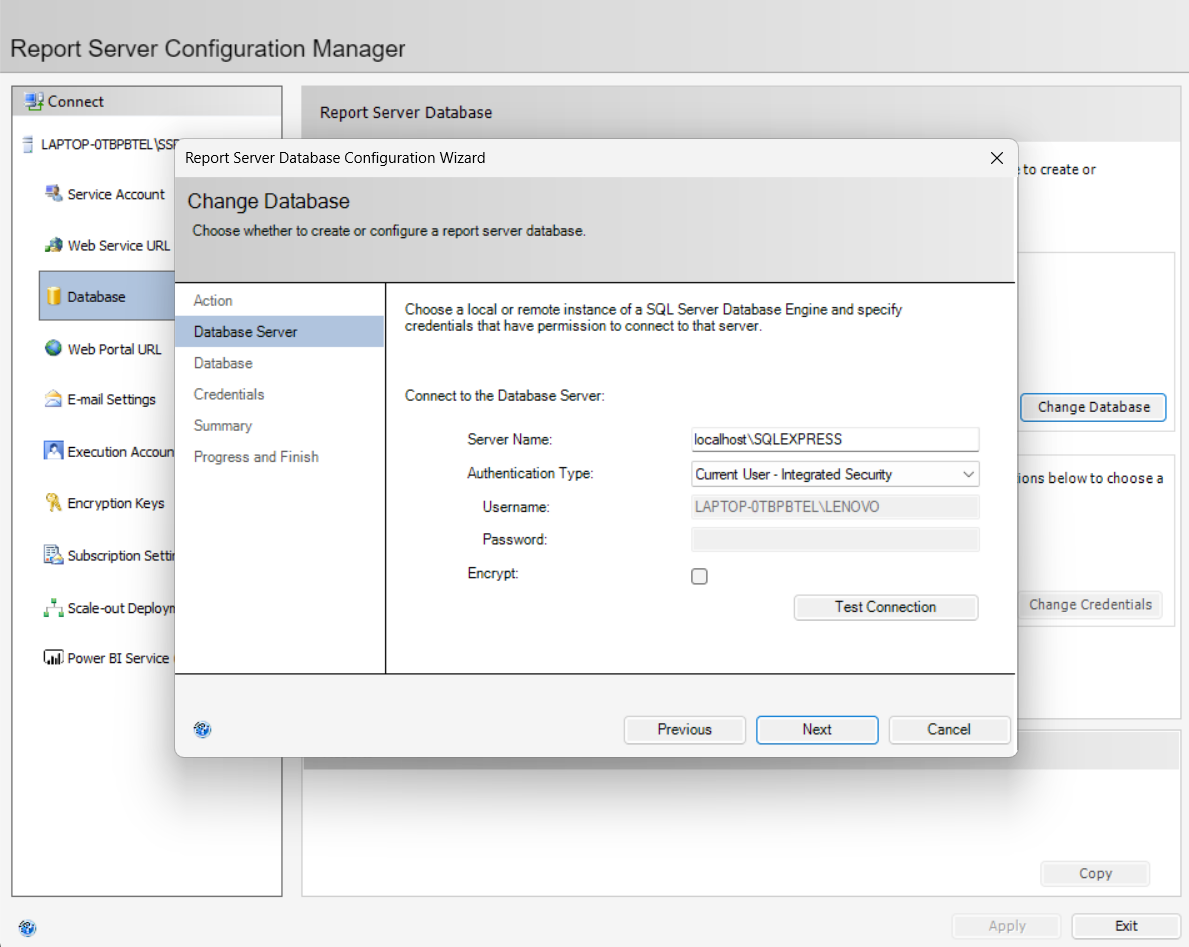 Report Server Configuration Manager
Connect
LAPTOP-0TBPBTEL\SSR
Service Account
Web Service URL
Database
Web Portal URL
E-mail Settings
Execution Accoun
Encryption Keys
Subscription Settin
Scale-out Deploym
Power BI Service
Report Server Database
to create or
Change Database
ions below to choose a
Change Credentials
Report Server Database Configuration Wizard
Change Database
Choose whether to create or configure a report server database.
Action
Database Server
Database
Credentials
Summary
Progress and Finish
Choose a local or remote instance of a SQL Server Database Engine and specify
credentials that have permission to connect to that server.
Connect to the Database Server:
Server Name: localhost\SQLEXPRESS
Authentication Type: Current User - Integrated Security
Username: LAPTOP-0TBPBTEL\LENOVO
Password:
Encrypt:
Test Connection
Previous Next Cancel
Copy
Apply Exit